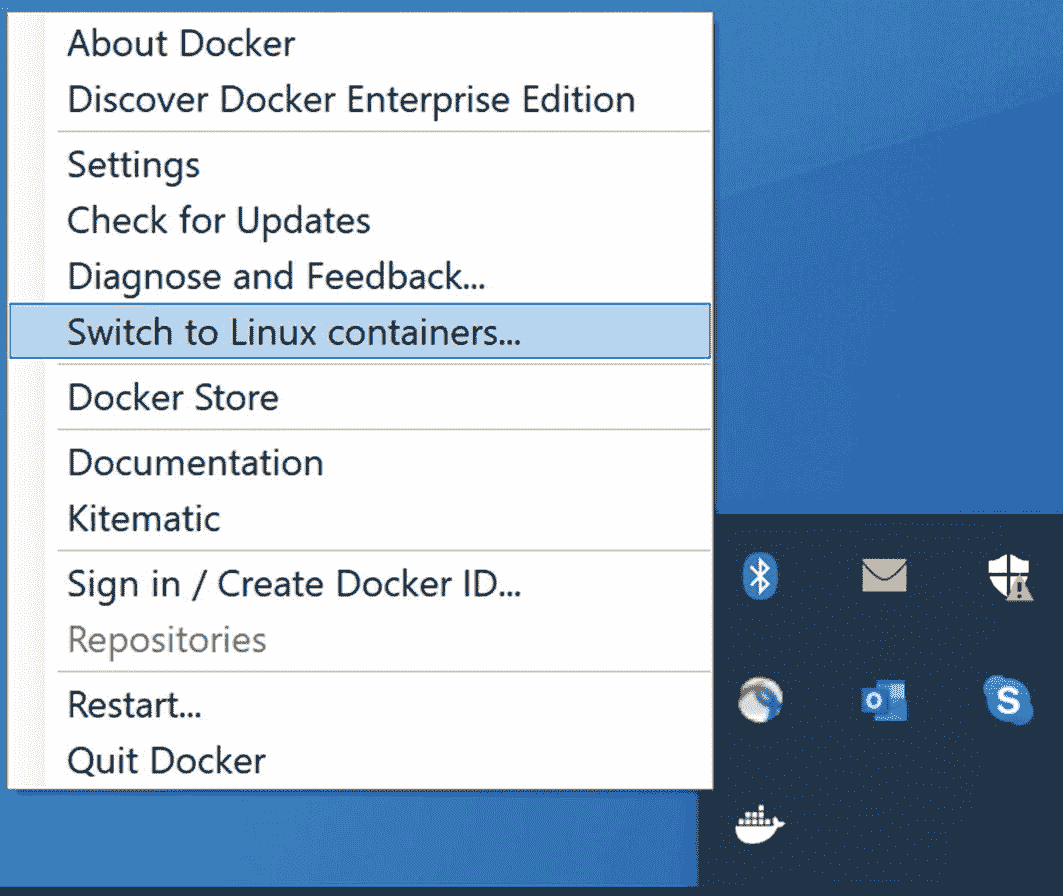 About Docker
Discover Docker Enterprise Edition
Settings
Check for Updates
Diagnose and Feedback...
Switch to Linux containers...
Docker Store
Documentation
Kitematic
Sign in / Create Docker ID...
Repositories
Restart...
Quit Docker